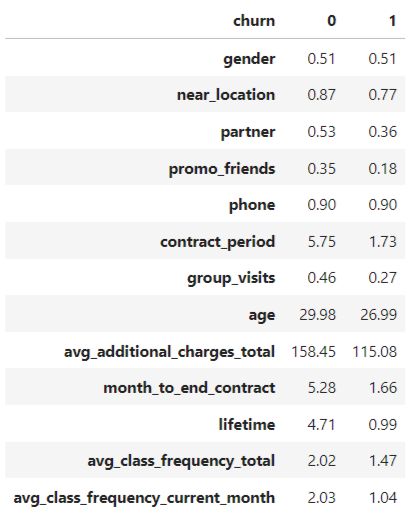 churn 0 1
gender 0.51 0.51
near_location 0.87 0.77
partner 0.53 0.36
promo_friends 0.35 0.18
phone 0.90 0.90
contract_period 5.75 1.73
group_visits 0.46 0.27
age 29.98 26.99
avg_additional_charges_total 158.45 115.08
month_to_end_contract 5.28 1.66
lifetime 4.71 0.99
avg_class_frequency_total 2.02 1.47
avg_class_frequency_current_month 2.03 1.04